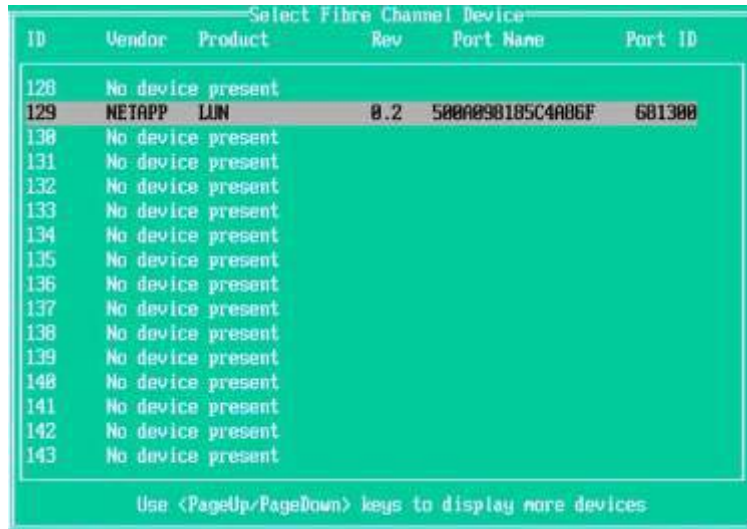 Select Fibre Channel Device
ID Vendor Product Rev Port Name Port ID
128 No device present
129 NETAPP LUN 0.2 500A098185C4A86F 681300
130 No device present
131 No device present
132 No device present
133 No device present
134 No device present
135 No device present
136 No device present
137 No device present
138 No device present
139 No device present
140 No device present
141 No device present
142 No device present
143 No device present
Use <PageUp/PageDown> keys to display more devices